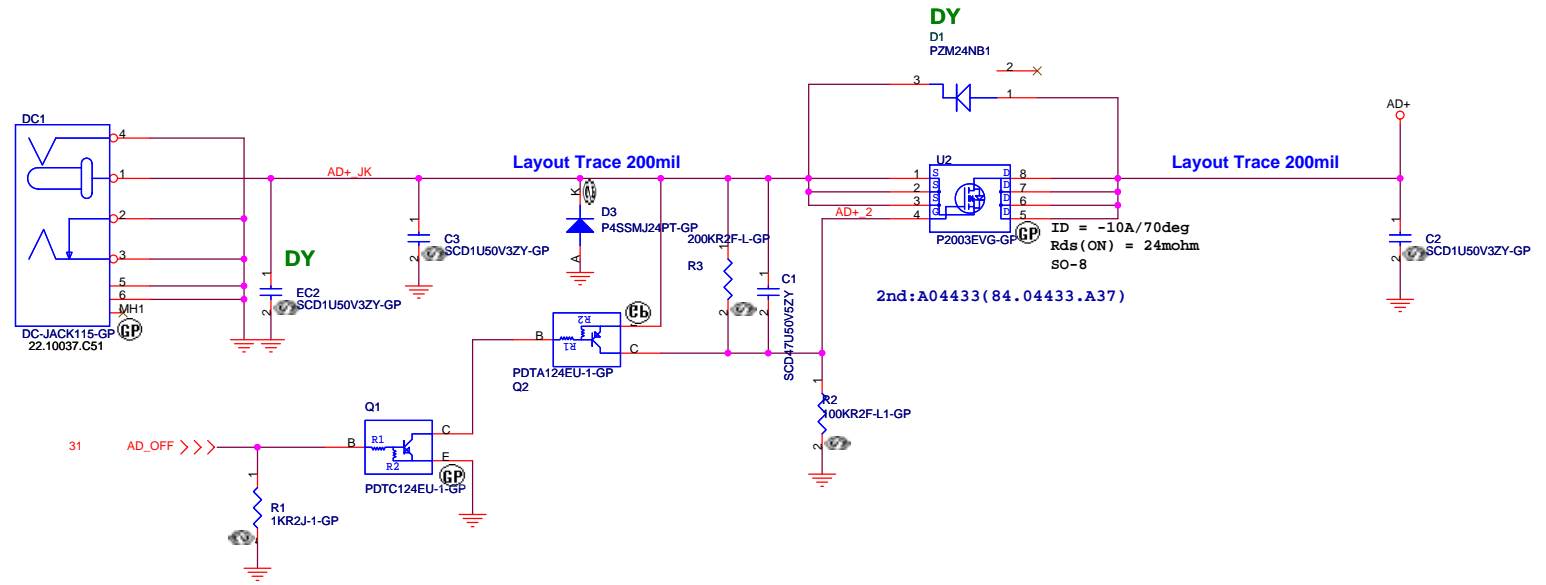 DY
D1
PZM24NB1
2
3
1
AD+
DC1
4
1
2
3
5
6
MH1
GP
DC-JACK115-GP
22.10037.C51
AD+_JK
Layout Trace 200mil
Layout Trace 200mil
DY
1
2
EC2
SCD1U50V3ZY-GP
1
2
C3
SCD1U50V3ZY-GP
K
A
D3
P4SSMJ24PT-GP
200KR2F-L-GP
R3
1
2
C1
1
2
SCD47U50V5ZY
AD+_2
U2
1
2
3
4
S
S
S
G
D
D
D
D
8
7
6
5
P2003EVG-GP
GP
ID = -10A/70deg
Rds(ON) = 24mohm
SO-8
2nd:A04433(84.04433.A37)
1
2
C2
SCD1U50V3ZY-GP
B
R2
R1
C
PDTA124EU-1-GP
Q2
1
2
R2
100KR2F-L1-GP
Q1
B
R1
R2
C
E
GP
PDTC124EU-1-GP
31
AD_OFF
1
R1
1KR2J-1-GP